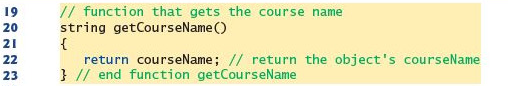 19 // function that gets the course name
20 string getCourseName()
21 {
22 return courseName; // return the object's courseName
23 } // end function getCourseName